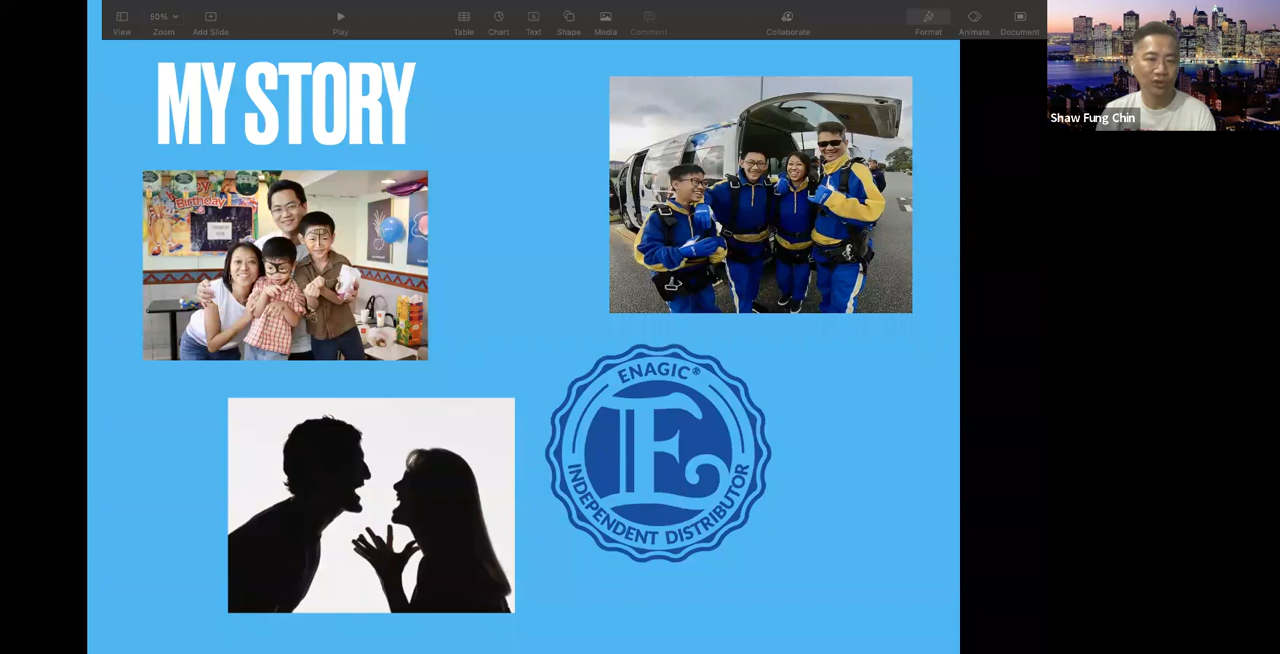 50%
View
Zoom
Add Slide
Play
Table
Chart
Text
Shape
Media
Comment
Collaborate
Format
Animate
Document
Shaw Fung Chin
MY STORY
Birthday
ENAGIC®
E
INDEPENDENT DISTRIBUTOR